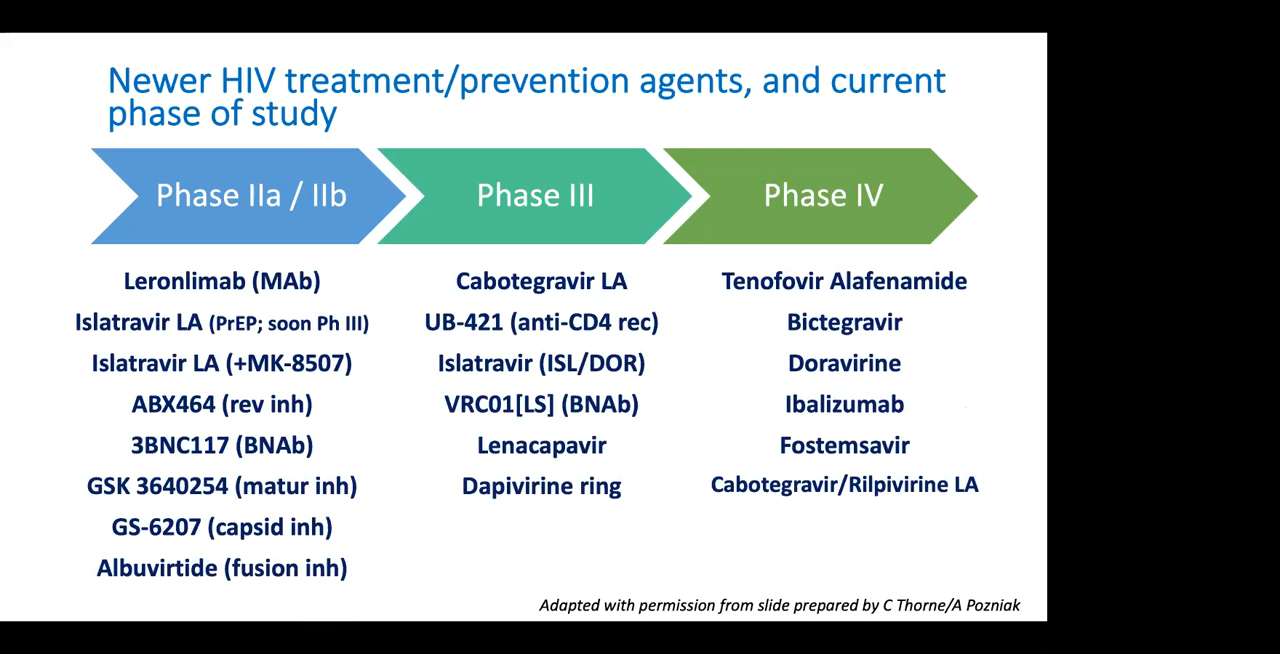 Newer HIV treatment/prevention agents, and current
phase of study
Phase IIa / IIb
Phase III
Phase IV
Leronlimab (MAb)
Islatravir LA (PrEP; soon Ph III)
Islatravir LA (+MK-8507)
ABX464 (rev inh)
3BNC117 (BNAb)
GSK 3640254 (matur inh)
GS-6207 (capsid inh)
Albuvirtide (fusion inh)
Cabotegravir LA
UB-421 (anti-CD4 rec)
Islatravir (ISL/DOR)
VRC01[LS] (BNAb)
Lenacapavir
Dapivirine ring
Tenofovir Alafenamide
Bictegravir
Doravirine
Ibalizumab
Fostemsavir
Cabotegravir/Rilpivirine LA
Adapted with permission from slide prepared by C Thorne/A Pozniak